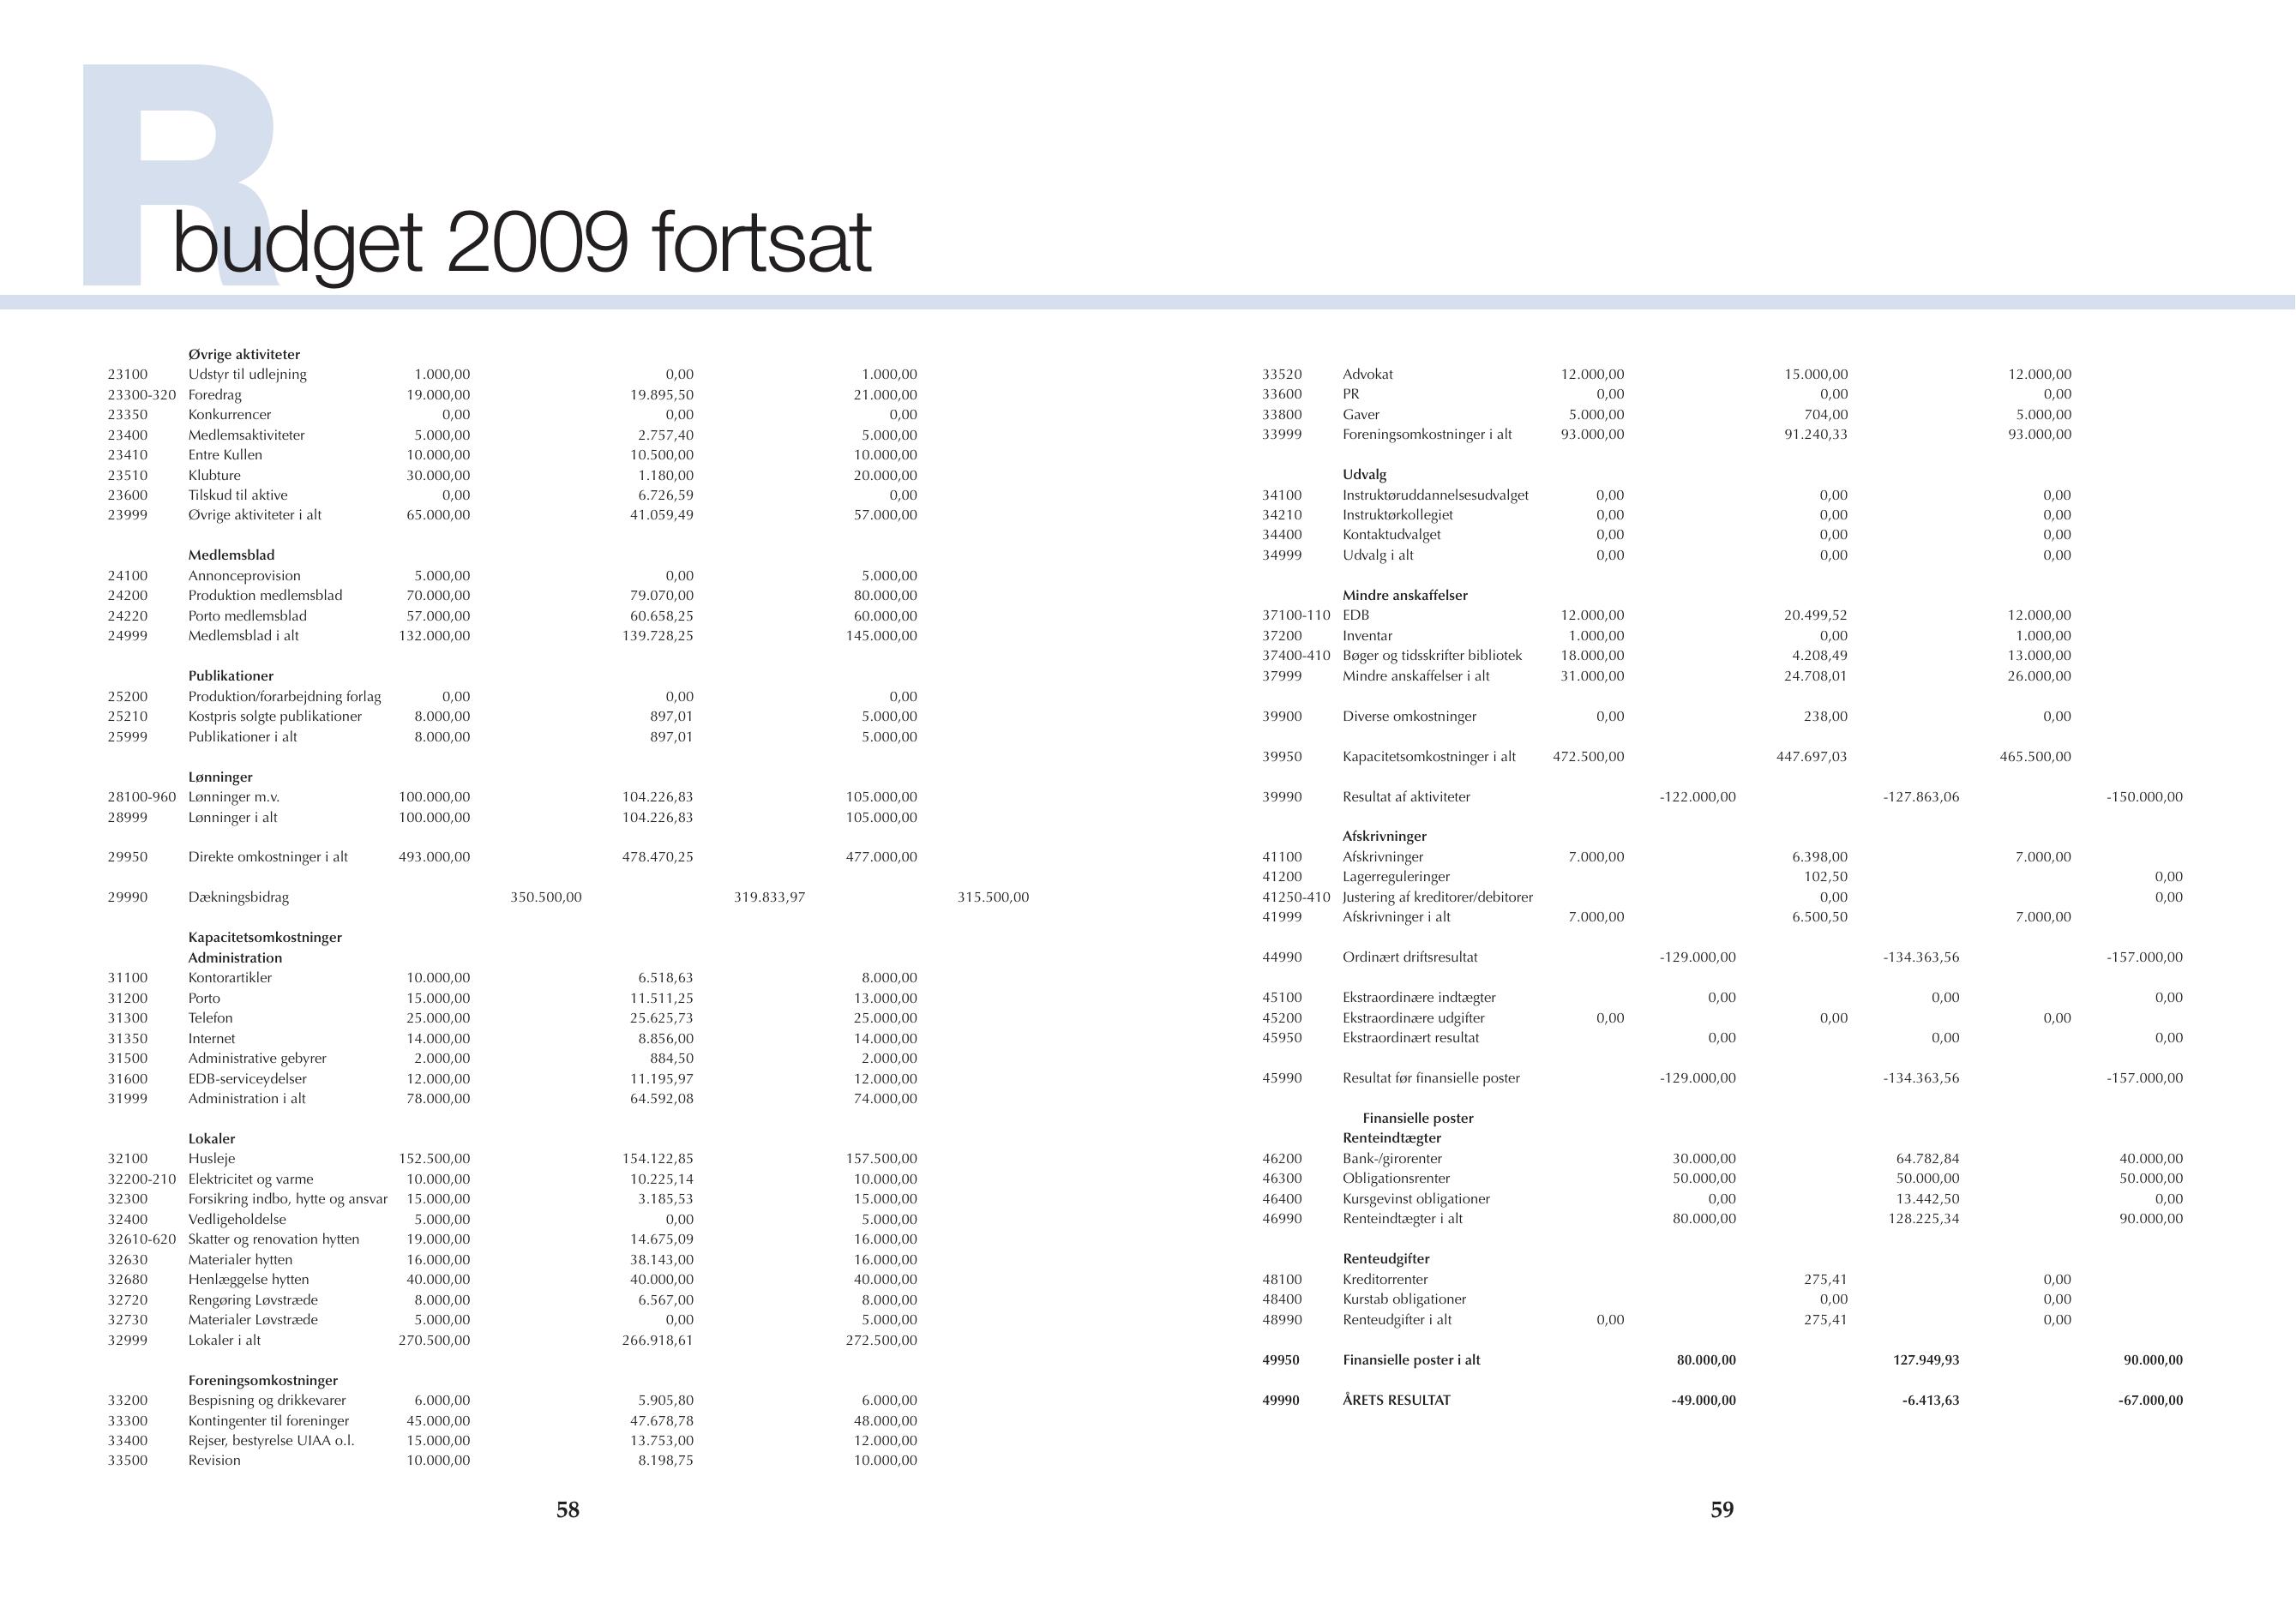 R
budget 2009 fortsat
Øvrige aktiviteter
23100 Udstyr til udlejning 1.000,00 0,00 1.000,00
23300-320 Foredrag 19.000,00 19.895,50 21.000,00
23350 Konkurrencer 0,00 0,00 0,00
23400 Medlemsaktiviteter 5.000,00 2.757,40 5.000,00
23410 Entre Kullen 10.000,00 10.500,00 10.000,00
23510 Klubture 30.000,00 1.180,00 20.000,00
23600 Tilskud til aktive 0,00 6.726,59 0,00
23999 Øvrige aktiviteter i alt 65.000,00 41.059,49 57.000,00
Medlemsblad
24100 Annonceprovision 5.000,00 0,00 5.000,00
24200 Produktion medlemsblad 70.000,00 79.070,00 80.000,00
24220 Porto medlemsblad 57.000,00 60.658,25 60.000,00
24999 Medlemsblad i alt 132.000,00 139.728,25 145.000,00
Publikationer
25200 Produktion/forarbejdning forlag 0,00 0,00 0,00
25210 Kostpris solgte publikationer 8.000,00 897,01 5.000,00
25999 Publikationer i alt 8.000,00 897,01 5.000,00
Lønninger
28100-960 Lønninger m.v. 100.000,00 104.226,83 105.000,00
28999 Lønninger i alt 100.000,00 104.226,83 105.000,00
29950 Direkte omkostninger i alt 493.000,00 478.470,25 477.000,00
29990 Dækningsbidrag 350.500,00 319.833,97 315.500,00
Kapacitetsomkostninger
Administration
31100 Kontorartikler 10.000,00 6.518,63 8.000,00
31200 Porto 15.000,00 11.511,25 13.000,00
31300 Telefon 25.000,00 25.625,73 25.000,00
31350 Internet 14.000,00 8.856,00 14.000,00
31500 Administrative gebyrer 2.000,00 884,50 2.000,00
31600 EDB-serviceydelser 12.000,00 11.195,97 12.000,00
31999 Administration i alt 78.000,00 64.592,08 74.000,00
Lokaler
32100 Husleje 152.500,00 154.122,85 157.500,00
32200-210 Elektricitet og varme 10.000,00 10.225,14 10.000,00
32300 Forsikring indbo, hytte og ansvar 15.000,00 3.185,53 15.000,00
32400 Vedligeholdelse 5.000,00 0,00 5.000,00
32610-620 Skatter og renovation hytten 19.000,00 14.675,09 16.000,00
32630 Materialer hytten 16.000,00 38.143,00 16.000,00
32680 Henlæggelse hytten 40.000,00 40.000,00 40.000,00
32720 Rengøring Løvstræde 8.000,00 6.567,00 8.000,00
32730 Materialer Løvstræde 5.000,00 0,00 5.000,00
32999 Lokaler i alt 270.500,00 266.918,61 272.500,00
Foreningsomkostninger
33200 Bespisning og drikkevarer 6.000,00 5.905,80 6.000,00
33300 Kontingenter til foreninger 45.000,00 47.678,78 48.000,00
33400 Rejser, bestyrelse UIAA o.l. 15.000,00 13.753,00 12.000,00
33500 Revision 10.000,00 8.198,75 10.000,00
58
33520 Advokat 12.000,00 15.000,00 12.000,00
33600 PR 0,00 0,00 0,00
33800 Gaver 5.000,00 704,00 5.000,00
33999 Foreningsomkostninger i alt 93.000,00 91.240,33 93.000,00
Udvalg
34100 Instruktøruddannelsesudvalget 0,00 0,00 0,00
34210 Instruktørkollegiet 0,00 0,00 0,00
34400 Kontaktudvalget 0,00 0,00 0,00
34999 Udvalg i alt 0,00 0,00 0,00
Mindre anskaffelser
37100-110 EDB 12.000,00 20.499,52 12.000,00
37200 Inventar 1.000,00 0,00 1.000,00
37400-410 Bøger og tidsskrifter bibliotek 18.000,00 4.208,49 13.000,00
37999 Mindre anskaffelser i alt 31.000,00 24.708,01 26.000,00
39900 Diverse omkostninger 0,00 238,00 0,00
39950 Kapacitetsomkostninger i alt 472.500,00 447.697,03 465.500,00
39990 Resultat af aktiviteter -122.000,00 -127.863,06 -150.000,00
Afskrivninger
41100 Afskrivninger 7.000,00 6.398,00 7.000,00
41200 Lagerreguleringer 102,50 0,00
41250-410 Justering af kreditorer/debitorer 0,00 0,00
41999 Afskrivninger i alt 7.000,00 6.500,50 7.000,00
44990 Ordinært driftsresultat -129.000,00 -134.363,56 -157.000,00
45100 Ekstraordinære indtægter 0,00 0,00 0,00
45200 Ekstraordinære udgifter 0,00 0,00 0,00
45950 Ekstraordinært resultat 0,00 0,00 0,00
45990 Resultat før finansielle poster -129.000,00 -134.363,56 -157.000,00
Finansielle poster
Renteindtægter
46200 Bank-/girorenter 30.000,00 64.782,84 40.000,00
46300 Obligationsrenter 50.000,00 50.000,00 50.000,00
46400 Kursgevinst obligationer 0,00 13.442,50 0,00
46990 Renteindtægter i alt 80.000,00 128.225,34 90.000,00
Renteudgifter
48100 Kreditorrenter 275,41 0,00
48400 Kurstab obligationer 0,00 0,00
48990 Renteudgifter i alt 0,00 275,41 0,00
49950 Finansielle poster i alt 80.000,00 127.949,93 90.000,00
49990 ÅRETS RESULTAT -49.000,00 -6.413,63 -67.000,00
59